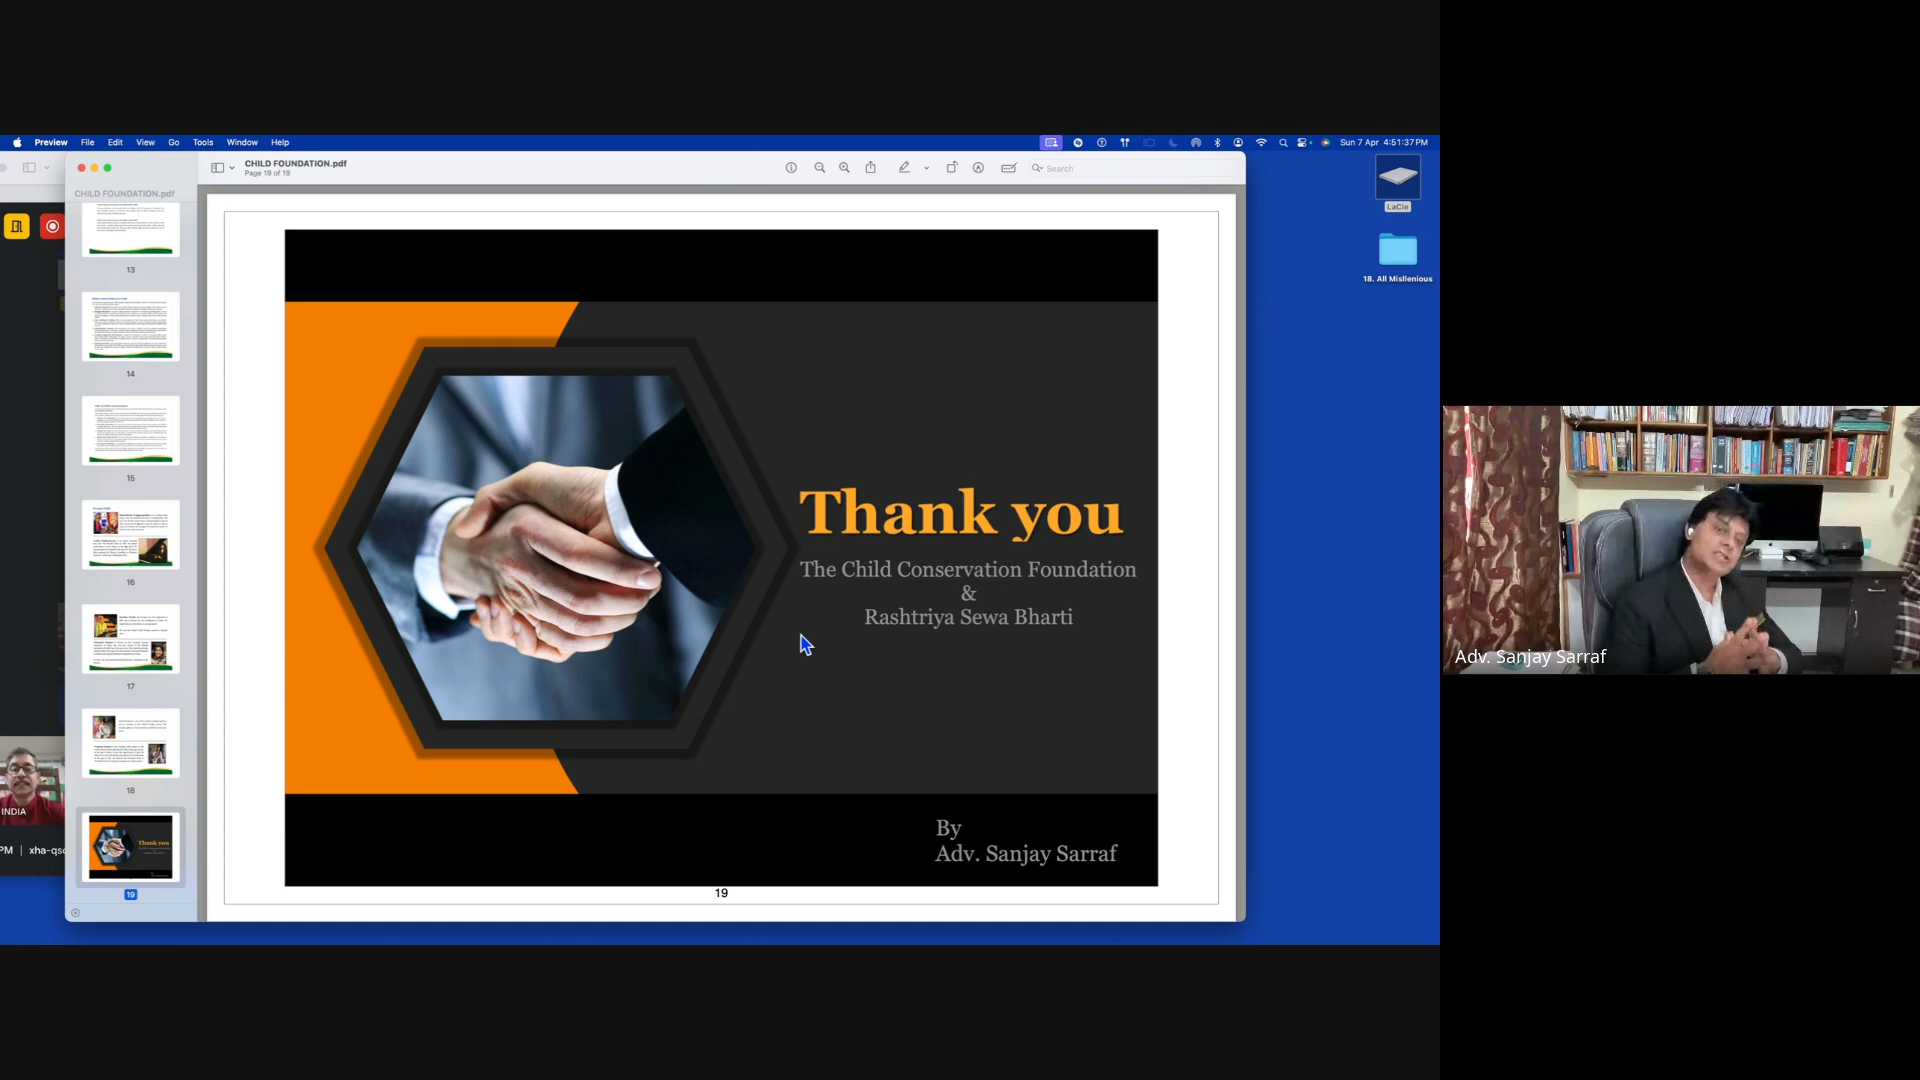 Preview File Edit View Go Tools Window Help
Sun 7 Apr 4:51:37 PM
CHILD FOUNDATION.pdf
Page 19 of 19
Search
CHILD FOUNDATION.pdf
13
14
15
16
17
18
19
LaCie
18. All Misllenious
Thank you
The Child Conservation Foundation
&
Rashtriya Sewa Bharti
By
Adv. Sanjay Sarraf
19
INDIA
PM | xha-qs
Adv. Sanjay Sarraf